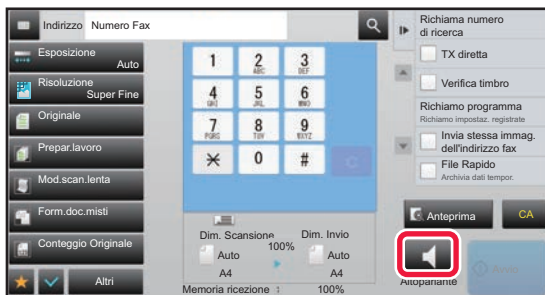 Indirizzo Numero Fax
Esposizione
Auto
Risoluzione
Super Fine
Originale
Prepar.lavoro
Mod.scan.lenta
Form.doc.misti
Conteggio Originale
Altri
1
2
ABC
3
DEF
4
GHI
5
JKL
6
MNO
7
PQRS
8
TUV
9
WXYZ
0
#
C
Dim. Scansione
100%
Dim. Invio
Auto
A4
Auto
A4
Memoria ricezione : 100%
Richiama numero
di ricerca
TX diretta
Verifica timbro
Richiamo programma
Richiamo impostaz. registrate
Invia stessa immag.
dell'indirizzo fax
File Rapido
Archivia dati tempor.
Anteprima
CA
Altoparlante
Avvio